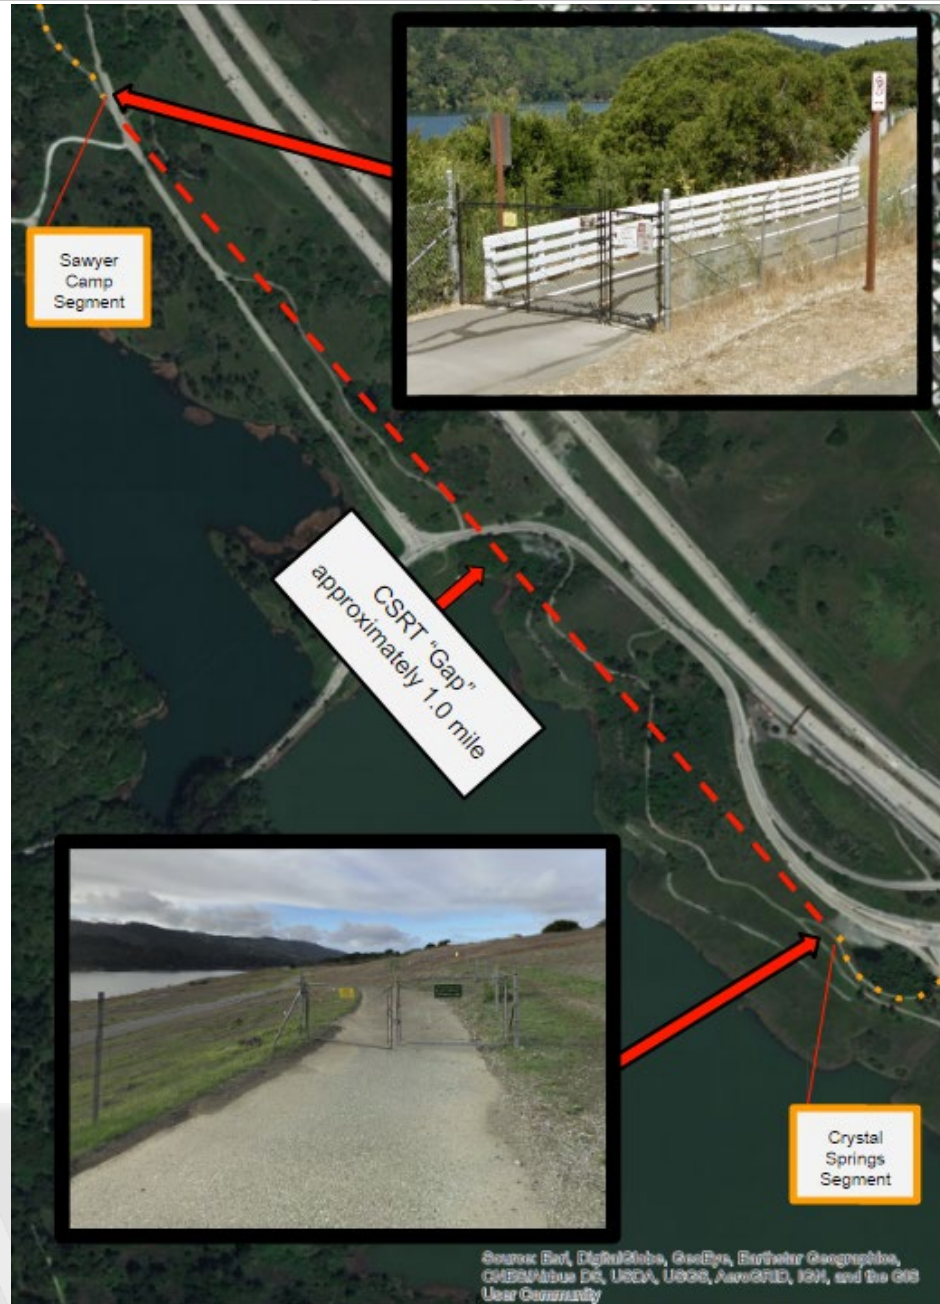 Sawyer
Camp
Segment
CSRT "Gap"
approximately 1.0 mile
Crystal
Springs
Segment
Source: Esri, DigitalGlobe, GeoEye, Earthstar Geographics,
CNES/Airbus DS, USDA, USGS, AeroGRID, IGN, and the GIS
User Community